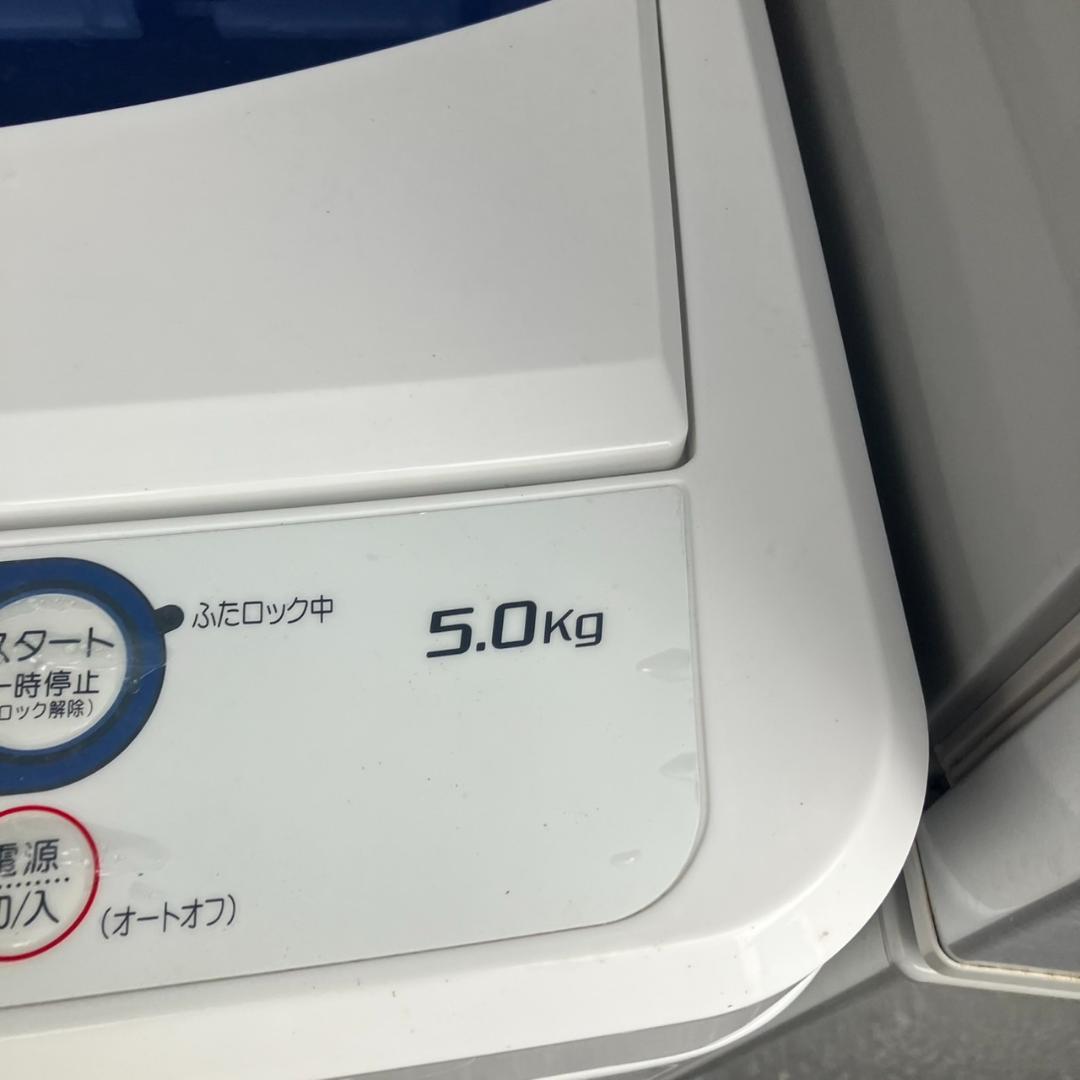 ふたロック中
5.0Kg
スタート
一時停止
ロック解除)
電源
切/入
(オートオフ)